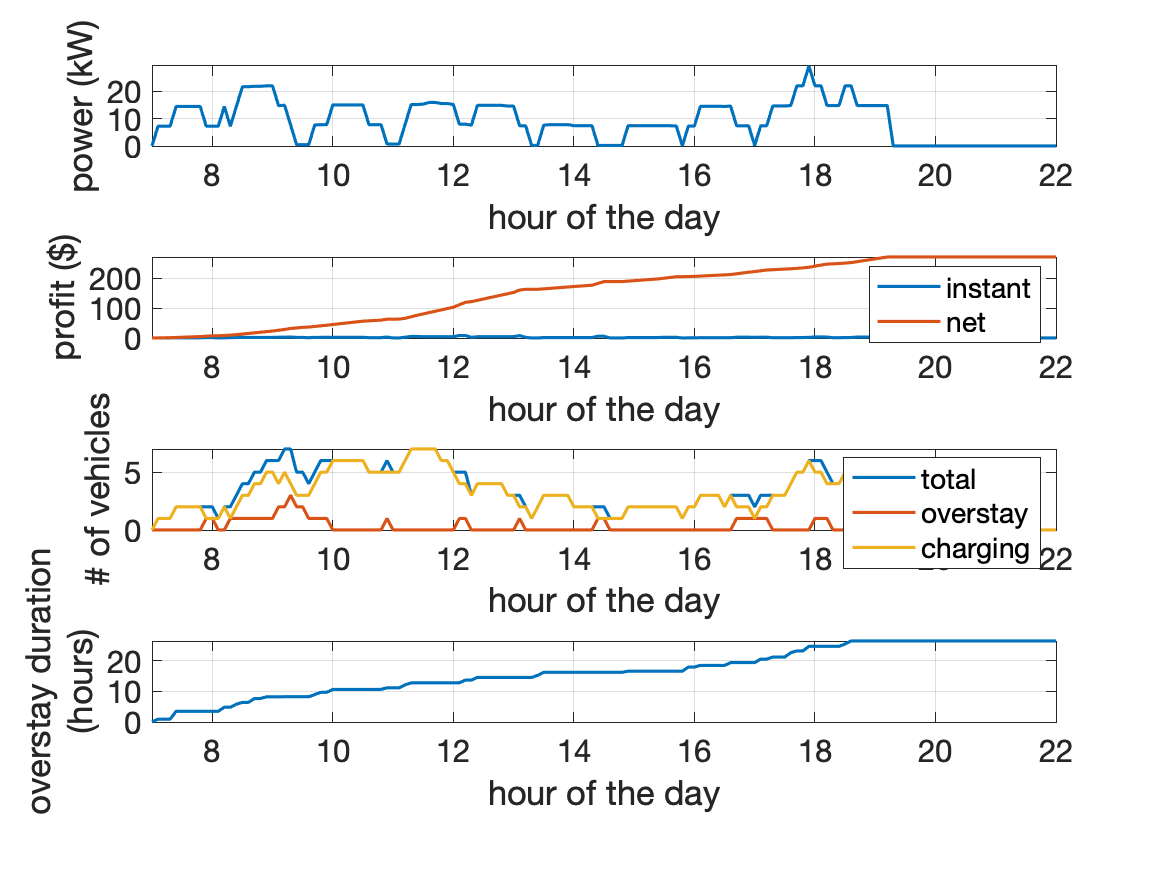 power (kW)
20
10
0
8 10 12 14 16 18 20 22
hour of the day
profit ($)
200
100
0
instant
net
8 10 12 14 16 18 20 22
hour of the day
# of vehicles
5
0
total
overstay
charging
8 10 12 14 16 18 20 22
hour of the day
overstay duration
(hours)
20
10
0
8 10 12 14 16 18 20 22
hour of the day